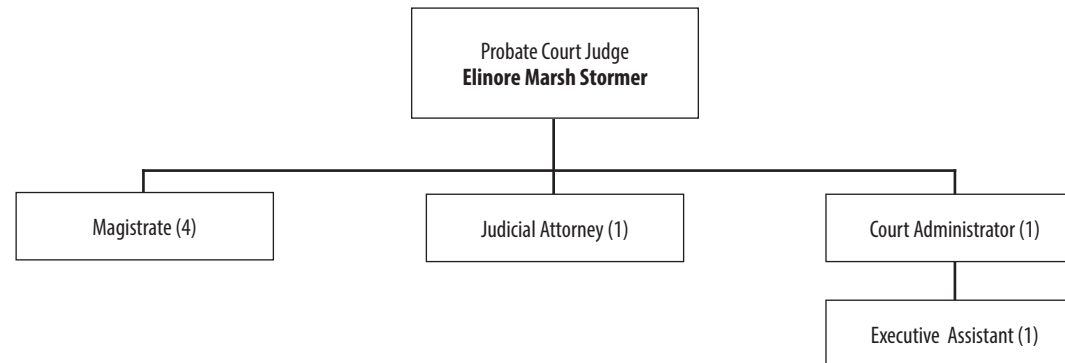 Probate Court Judge
Elinore Marsh Stormer
Magistrate (4)
Judicial Attorney (1)
Court Administrator (1)
Executive Assistant (1)